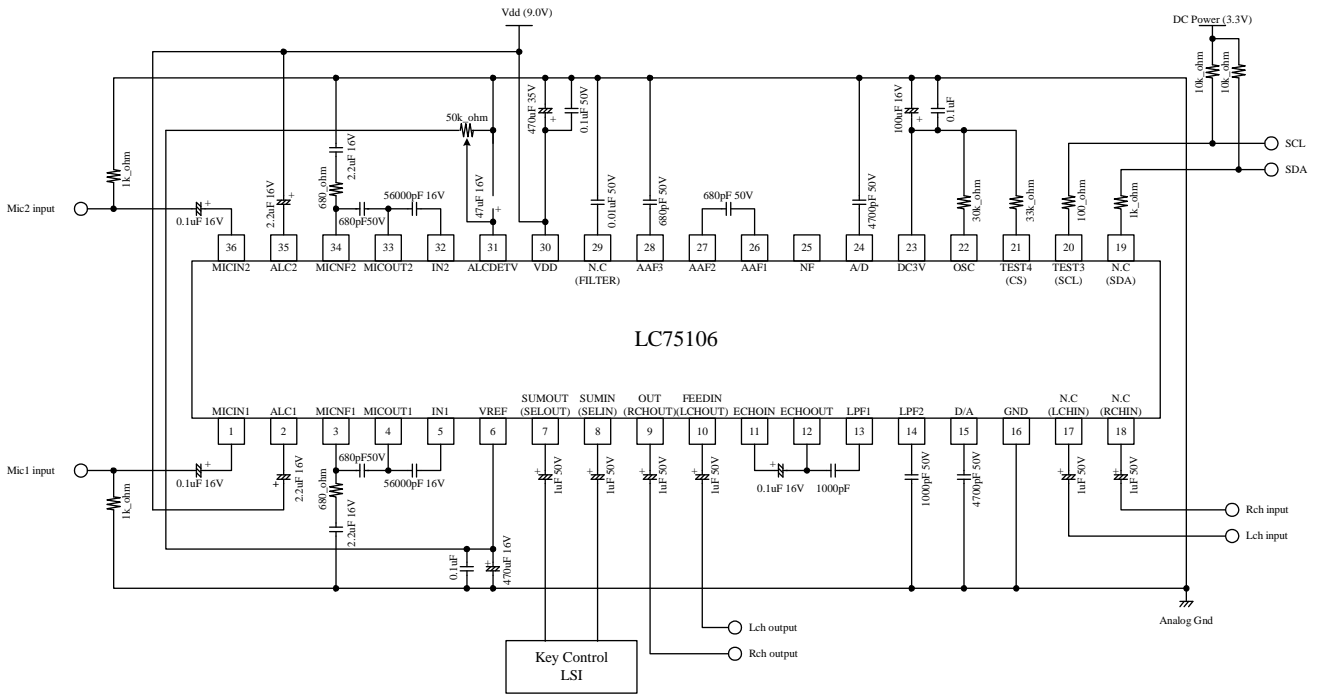 Vdd (9.0V)
DC Power (3.3V)
10k_ohm
10k_ohm
SCL
SDA
1k_ohm
Mic2 input
0.1uF 16V
2.2uF 16V
680_ohm
2.2uF 16V
680pF50V
56000pF 16V
50k_ohm
47uF 16V
470uF 35V
0.1uF 50V
0.01uF 50V
680pF 50V
680pF 50V
4700pF 50V
100uF 16V
0.1uF
30k_ohm
33k_ohm
100_ohm
1k_ohm
36 35 34 33 32 31 30 29 28 27 26 25 24 23 22 21 20 19
MICIN2 ALC2 MICNF2 MICOUT2 IN2 ALCDETV VDD N.C AAF3 AAF2 AAF1 NF A/D DC3V OSC TEST4 TEST3 N.C
(FILTER) (CS) (SCL) (SDA)
LC75106
SUMOUT SUMIN OUT FEEDIN N.C N.C
MICIN1 ALC1 MICNF1 MICOUT1 IN1 VREF (SELOUT) (SELIN) (RCHOUT) (LCHOUT) ECHOIN ECHOOUT LPF1 LPF2 D/A GND (LCHIN) (RCHIN)
1 2 3 4 5 6 7 8 9 10 11 12 13 14 15 16 17 18
Mic1 input
0.1uF 16V
1k_ohm
2.2uF 16V
680_ohm
680pF50V
56000pF 16V
2.2uF 16V
0.1uF
470uF 16V
1uF 50V
1uF 50V
1uF 50V
1uF 50V
0.1uF 16V
1000pF
1000pF 50V
4700pF 50V
1uF 50V
1uF 50V
Rch input
Lch input
Analog Gnd
Lch output
Rch output
Key Control
LSI